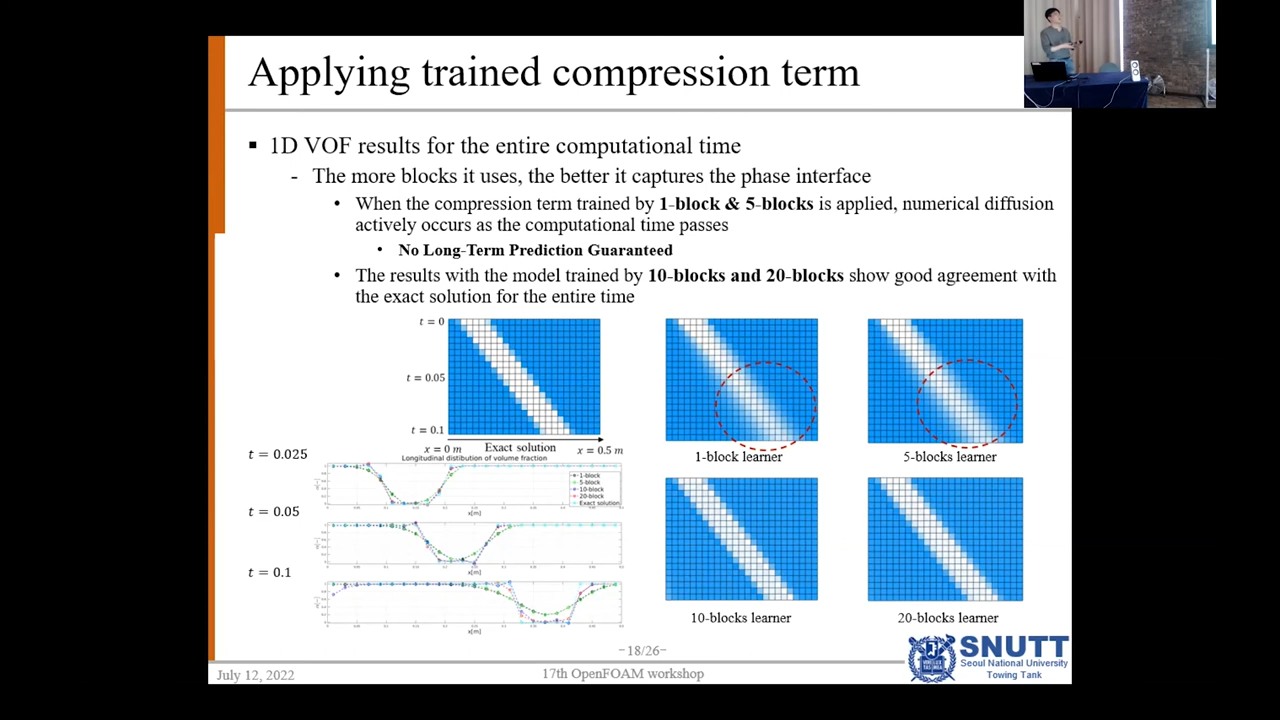 Applying trained compression term
▪ 1D VOF results for the entire computational time
- The more blocks it uses, the better it captures the phase interface
• When the compression term trained by 1-block & 5-blocks is applied, numerical diffusion
actively occurs as the computational time passes
• No Long-Term Prediction Guaranteed
• The results with the model trained by 10-blocks and 20-blocks show good agreement with
the exact solution for the entire time
t = 0
t = 0.05
t = 0.1
x = 0 m
Exact solution
x = 0.5 m
1-block learner
5-blocks learner
10-blocks learner
20-blocks learner
Longitudinal distibution of volume fraction
t = 0.025
1-block
5-block
10-block
20-block
Exact solution
x[m]
t = 0.05
x[m]
t = 0.1
x[m]
−18/26−
July 12, 2022
17th OpenFOAM workshop
SNUTT
Seoul National University
Towing Tank